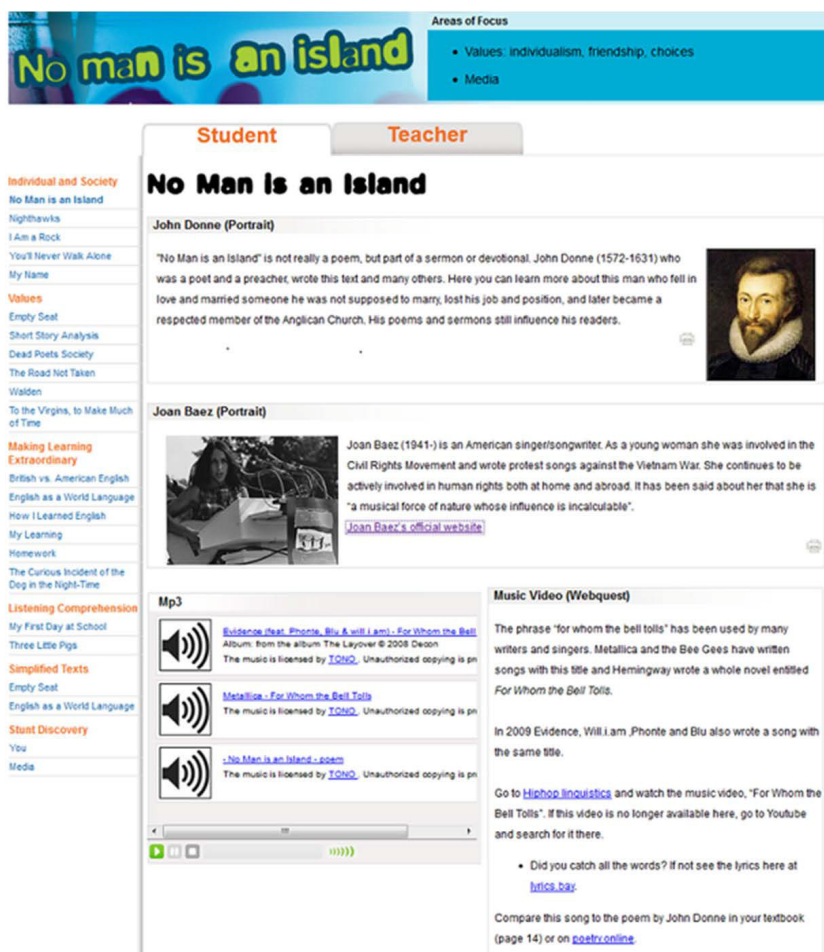 No man is an island
Areas of Focus
Values: individualism, friendship, choices
Media
Student
Teacher
Individual and Society
No Man is an Island
Nighthawks
I Am a Rock
You'll Never Walk Alone
My Name
Values
Empty Seat
Short Story Analysis
Dead Poets Society
The Road Not Taken
Walden
To the Virgins, to Make Much
of Time
Making Learning
Extraordinary
British vs. American English
English as a World Language
How I Learned English
My Learning
Homework
The Curious Incident of the
Dog in the Night-Time
Listening Comprehension
My First Day at School
Three Little Pigs
Simplified Texts
Empty Seat
English as a World Language
Stunt Discovery
You
Media
No Man is an Island
John Donne (Portrait)
"No Man is an Island" is not really a poem, but part of a sermon or devotional. John Donne (1572-1631) who
was a poet and a preacher, wrote this text and many others. Here you can learn more about this man who fell in
love and married someone he was not supposed to marry, lost his job and position, and later became a
respected member of the Anglican Church. His poems and sermons still influence his readers.
Joan Baez (Portrait)
Joan Baez (1941-) is an American singer/songwriter. As a young woman she was involved in the
Civil Rights Movement and wrote protest songs against the Vietnam War. She continues to be
actively involved in human rights both at home and abroad. It has been said about her that she is
"a musical force of nature whose influence is incalculable".
Joan Baez's official website
Mp3
Evidence (feat. Phonte, Blu & will.i.am) - For Whom the Bell
Album: from the album The Layover © 2008 Decon
The music is licensed by TONO . Unauthorized copying is pr
Metallica - For Whom the Bell Tolls
The music is licensed by TONO . Unauthorized copying is pr
- No Man is an Island - poem
The music is licensed by TONO . Unauthorized copying is pr
Music Video (Webquest)
The phrase "for whom the bell tolls" has been used by many
writers and singers. Metallica and the Bee Gees have written
songs with this title and Hemingway wrote a whole novel entitled
For Whom the Bell Tolls.
In 2009 Evidence, Will.i.am ,Phonte and Blu also wrote a song with
the same title.
Go to Hiphop linguistics and watch the music video, "For Whom the
Bell Tolls". If this video is no longer available here, go to Youtube
and search for it there.
Did you catch all the words? If not see the lyrics here at
lyrics.bay.
Compare this song to the poem by John Donne in your textbook
(page 14) or on poetry.online.